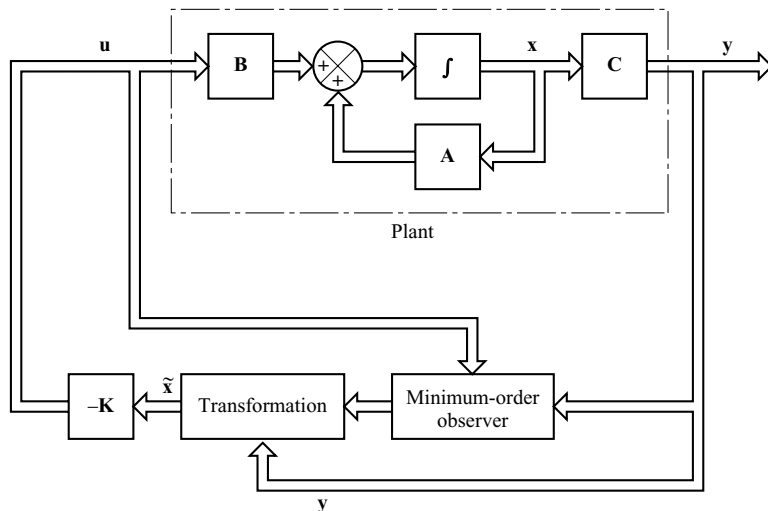 u
B
+
+
∫
x
C
y
A
Plant
–K
x̃
Transformation
Minimum-order
observer
y